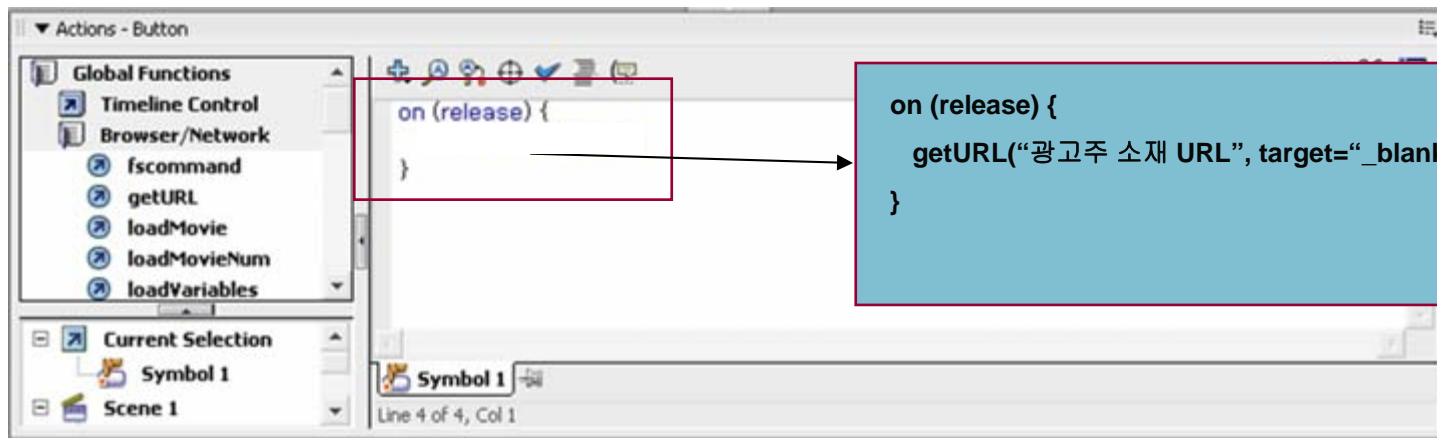 Actions - Button
Global Functions
Timeline Control
Browser/Network
fscommand
getURL
loadMovie
loadMovieNum
loadVariables
Current Selection
Symbol 1
Scene 1
on (release) {
}
Symbol 1
Line 4 of 4, Col 1
on (release) {
getURL(“광고주 소재 URL”, target=“_blank
}